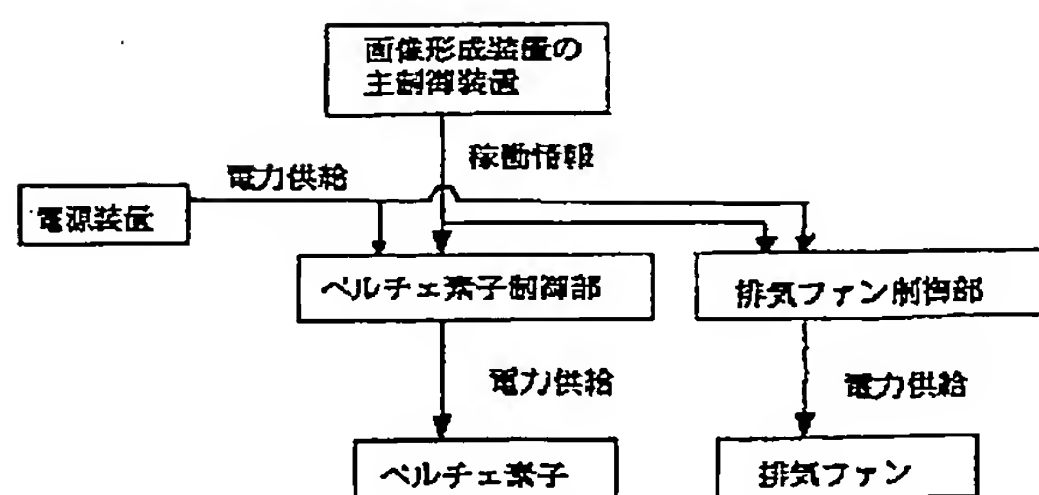 画像形成装置の
主制御装置
稼働情報
電力供給
電源装置
ペルチェ素子制御部
排気ファン制御部
電力供給
電力供給
ペルチェ素子
排気ファン